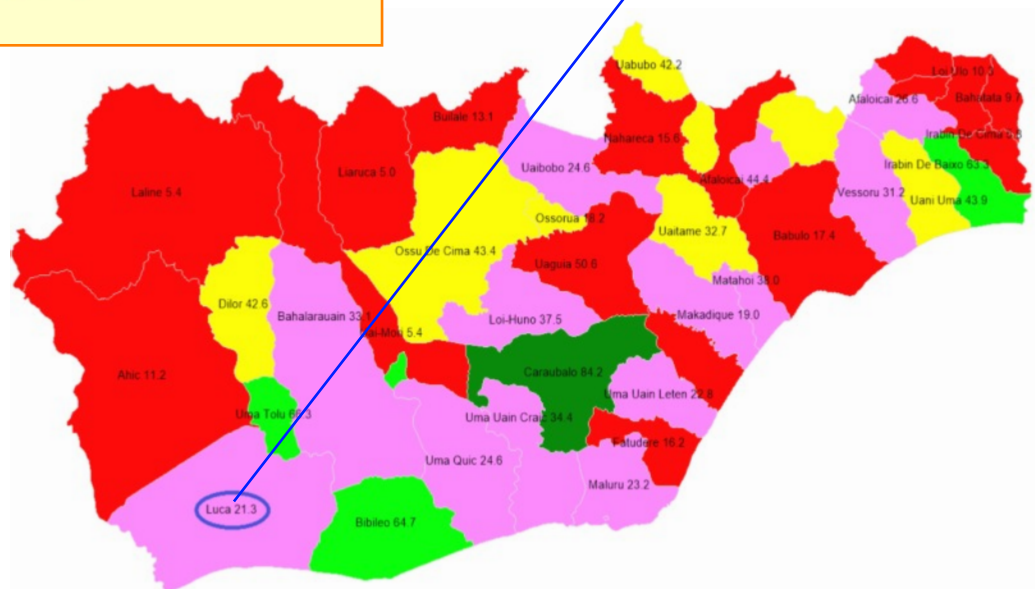 Uabubo 42.2
Loi Ulo 10.3
Afaloicai 26.6
Builale 13.1
Nahareca 15.6
Liaruca 5.0
Uaibobo 24.6
Irabin De Baixo 63.3
Laline 5.4
Afaloicai 44.4
Vessoru 31.2
Uani Uma 43.9
Ossorua 18.2
Uaitame 32.7
Babulo 17.4
Ossu De Cima 43.4
Uaguia 50.6
Matahoi 38.0
Dilor 42.6
Bahalarauain 33.1
Loi-Huno 37.5
Makadique 19.0
Ahic 11.2
Caraubalo 84.2
Uma Uain Leten 22.8
Uma Tolu 66.3
Uma Uain Craic 34.4
Fatudere 16.2
Uma Quic 24.6
Maluru 23.2
Luca 21.3
Bibileo 64.7